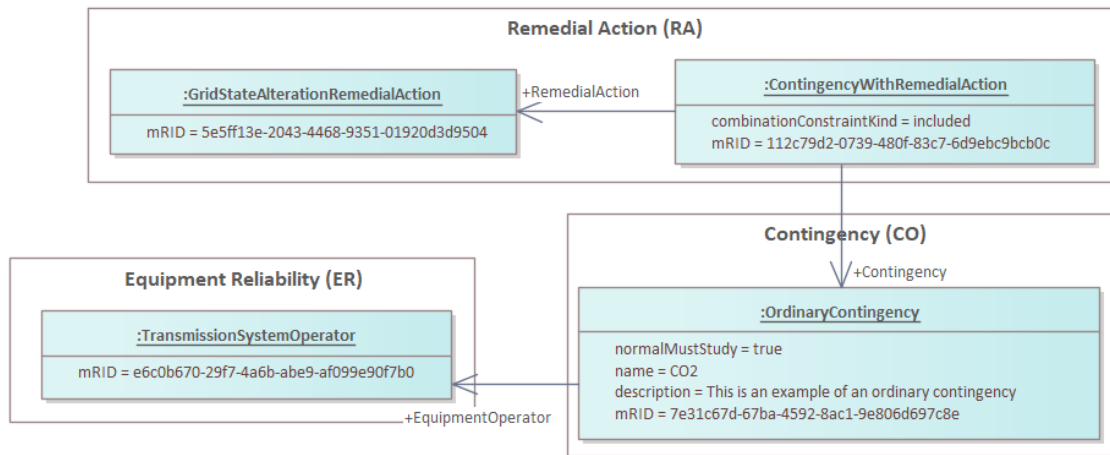 Remedial Action (RA)
:GridStateAlterationRemedialAction
mRID = 5e5ff13e-2043-4468-9351-01920d3d9504
+RemedialAction
:ContingencyWithRemedialAction
combinationConstraintKind = included
mRID = 112c79d2-0739-480f-83c7-6d9ebc9bcb0c
Contingency (CO)
+Contingency
Equipment Reliability (ER)
:TransmissionSystemOperator
mRID = e6c0b670-29f7-4a6b-abe9-af099e90f7b0
+EquipmentOperator
:OrdinaryContingency
normalMustStudy = true
name = CO2
description = This is an example of an ordinary contingency
mRID = 7e31c67d-67ba-4592-8ac1-9e806d697c8e